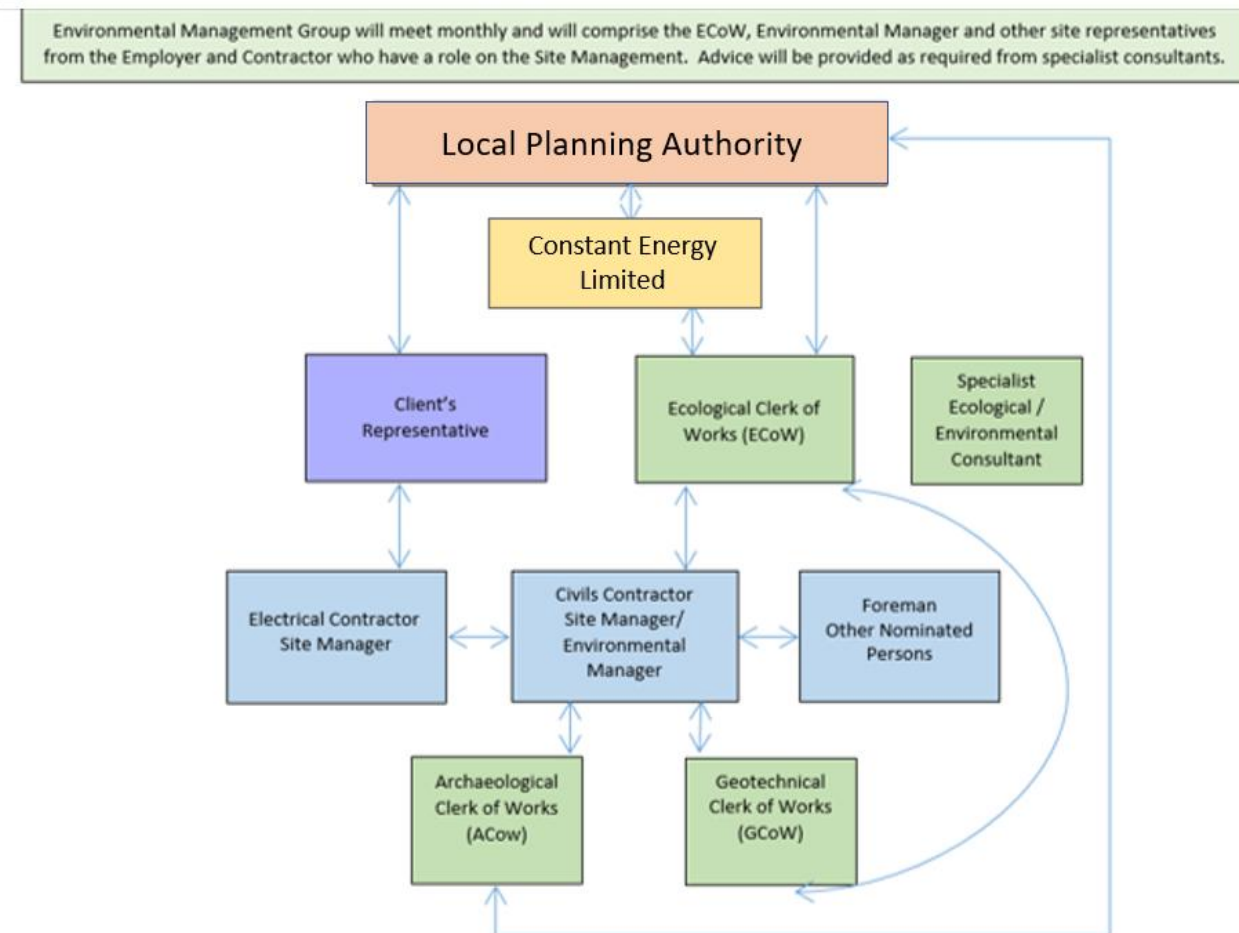 Environmental Management Group will meet monthly and will comprise the ECoW, Environmental Manager and other site representatives
from the Employer and Contractor who have a role on the Site Management.  Advice will be provided as required from specialist consultants.
Local Planning Authority
Constant Energy
Limited
Client's
Representative
Ecological Clerk of
Works (ECoW)
Specialist
Ecological /
Environmental
Consultant
Electrical Contractor
Site Manager
Civils Contractor
Site Manager/
Environmental
Manager
Foreman
Other Nominated
Persons
Archaeological
Clerk of Works
(ACow)
Geotechnical
Clerk of Works
(GCoW)